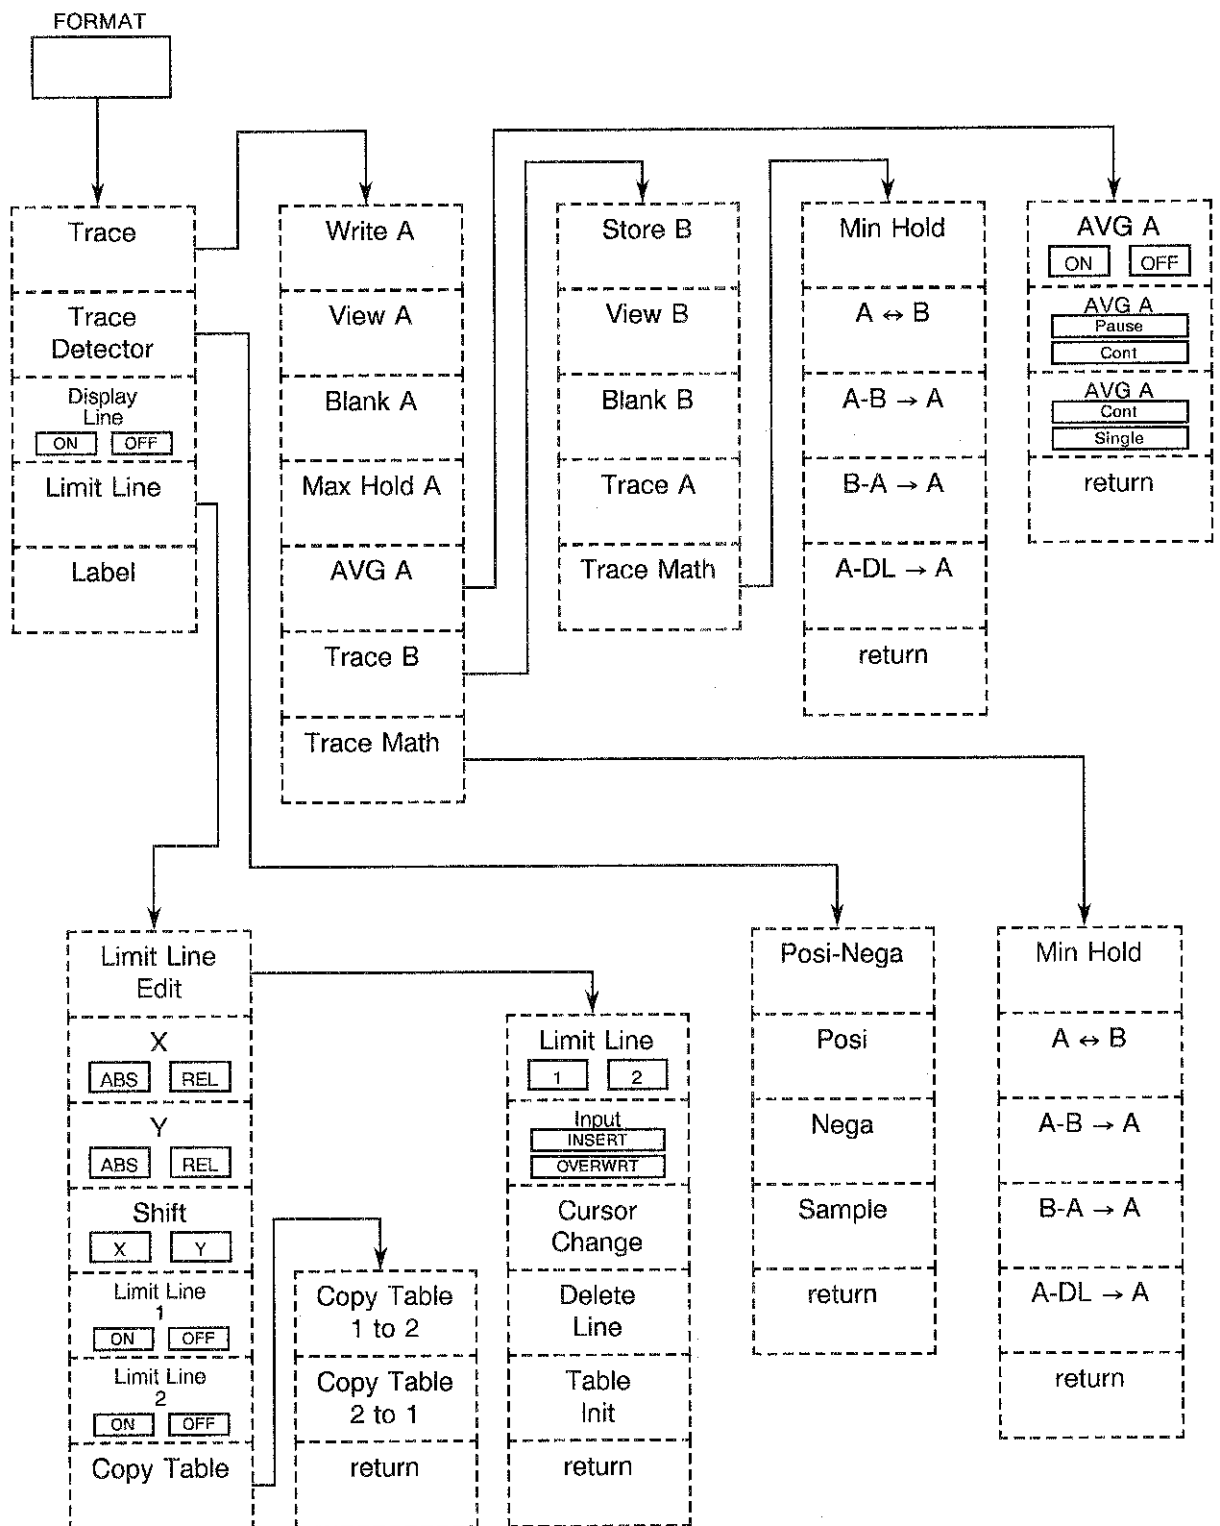 FORMAT
Trace
Trace
Detector
Display
Line
ON OFF
Limit Line
Label
Write A
View A
Blank A
Max Hold A
AVG A
Trace B
Trace Math
Store B
View B
Blank B
Trace A
Trace Math
Min Hold
A ↔ B
A-B → A
B-A → A
A-DL → A
return
AVG A
ON OFF
AVG A
Pause
Cont
AVG A
Cont
Single
return
Limit Line
Edit
X
ABS REL
Y
ABS REL
Shift
X Y
Limit Line
1
ON OFF
Limit Line
2
ON OFF
Copy Table
Copy Table
1 to 2
Copy Table
2 to 1
return
Limit Line
1 2
Input
INSERT
OVERWRT
Cursor
Change
Delete
Line
Table
Init
return
Posi-Nega
Posi
Nega
Sample
return
Min Hold
A ↔ B
A-B → A
B-A → A
A-DL → A
return